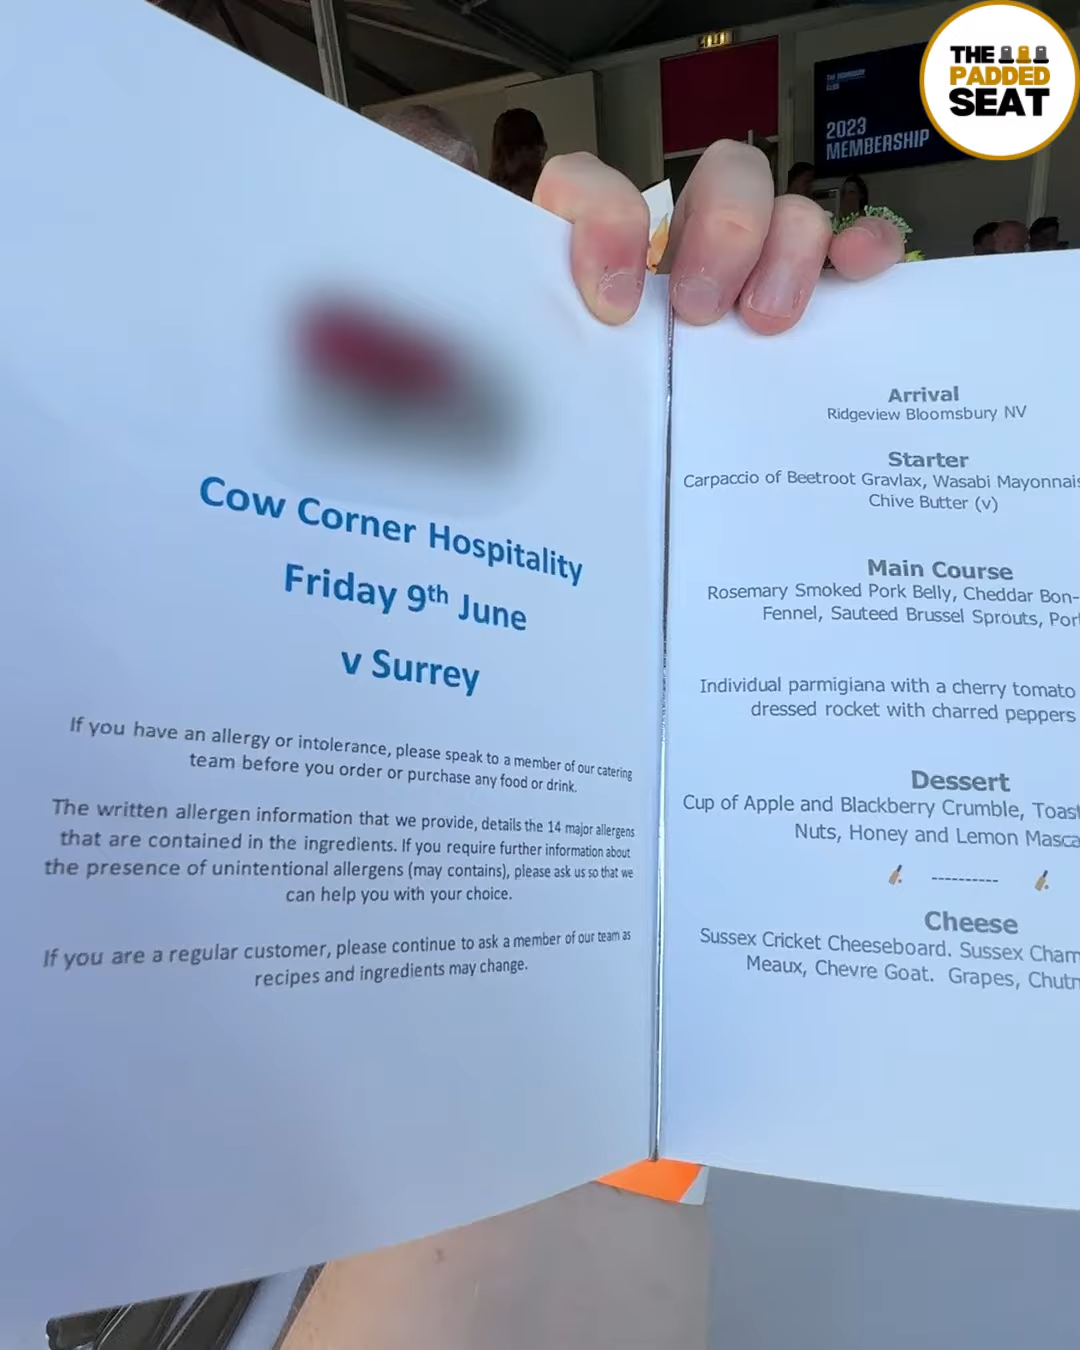 THE
PADDED
SEAT
2023
MEMBERSHIP
Cow Corner Hospitality
Friday 9th June
v Surrey
If you have an allergy or intolerance, please speak to a member of our catering
team before you order or purchase any food or drink.
The written allergen information that we provide, details the 14 major allergens
that are contained in the ingredients. If you require further information about
the presence of unintentional allergens (may contains), please ask us so that we
can help you with your choice.
If you are a regular customer, please continue to ask a member of our team as
recipes and ingredients may change.
Arrival
Ridgeview Bloomsbury NV
Starter
Carpaccio of Beetroot Gravlax, Wasabi Mayonnais
Chive Butter (v)
Main Course
Rosemary Smoked Pork Belly, Cheddar Bon-
Fennel, Sauteed Brussel Sprouts, Por
Individual parmigiana with a cherry tomato
dressed rocket with charred peppers
Dessert
Cup of Apple and Blackberry Crumble, Toast
Nuts, Honey and Lemon Masca
----------
Cheese
Sussex Cricket Cheeseboard. Sussex Char
Meaux, Chevre Goat. Grapes, Chutn